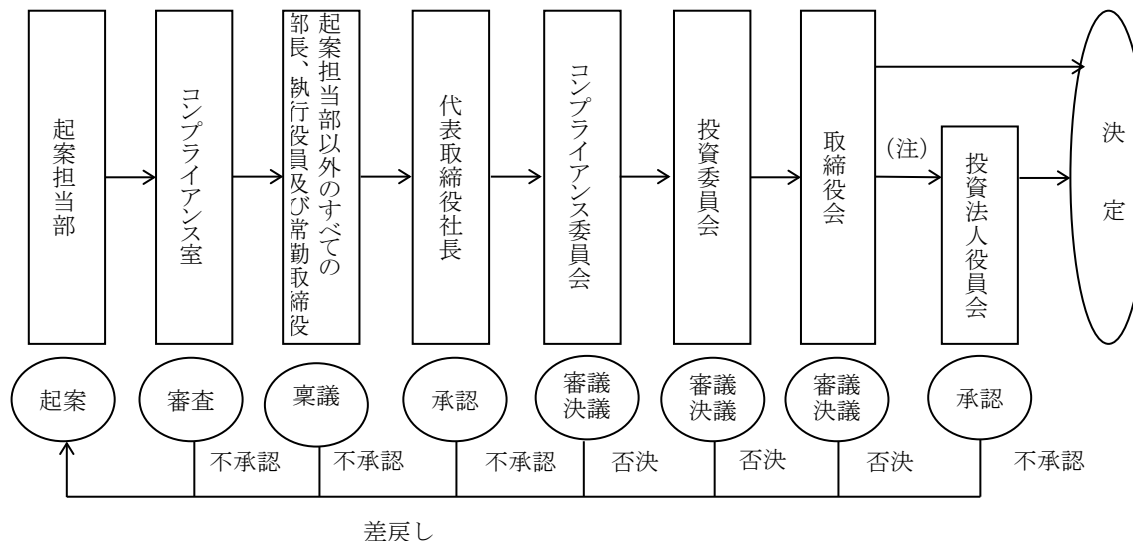 起案担当部
コンプライアンス室
起案担当部以外のすべての
部長、執行役員及び常勤取締役
代表取締役社長
コンプライアンス委員会
投資委員会
取締役会
（注）
投資法人役員会
決定
起案
審査
稟議
承認
審議
決議
審議
決議
審議
決議
承認
不承認
不承認
不承認
否決
否決
否決
不承認
差戻し